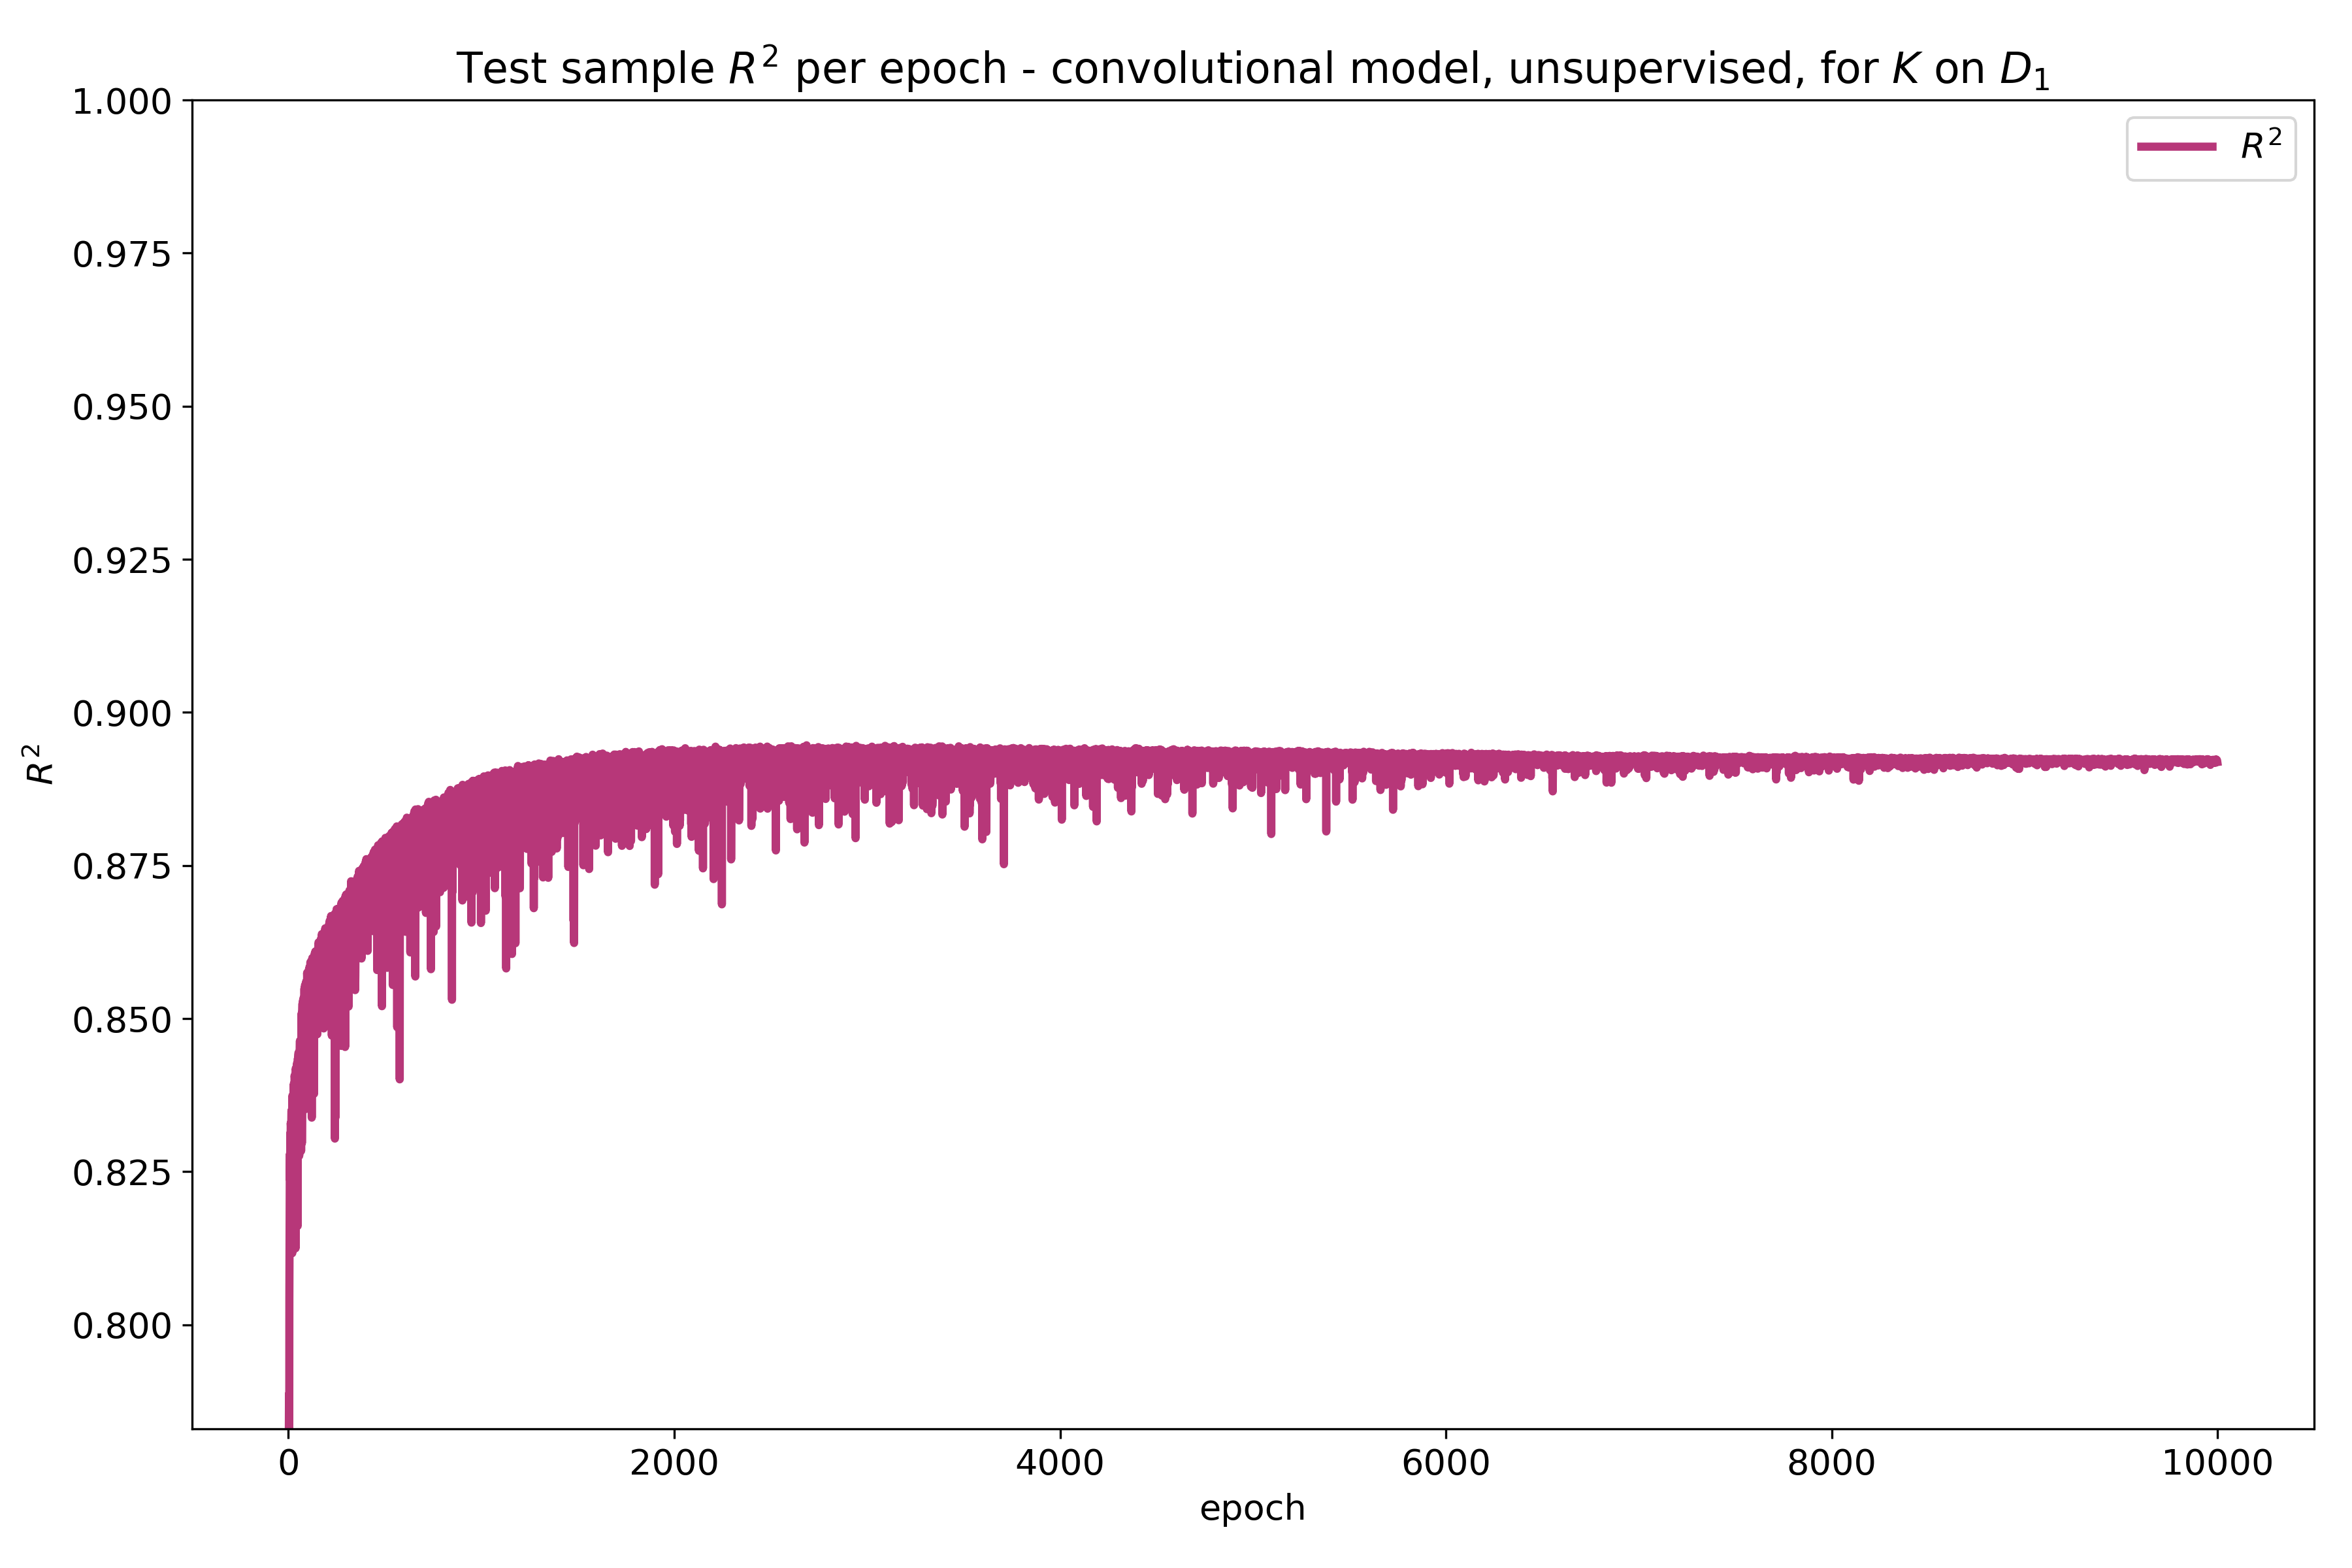 Test sample R² per epoch - convolutional model, unsupervised, for K on D₁
1.000
0.975
0.950
0.925
0.900
0.875
0.850
0.825
0.800
R²
R²
0 2000 4000 6000 8000 10000
epoch